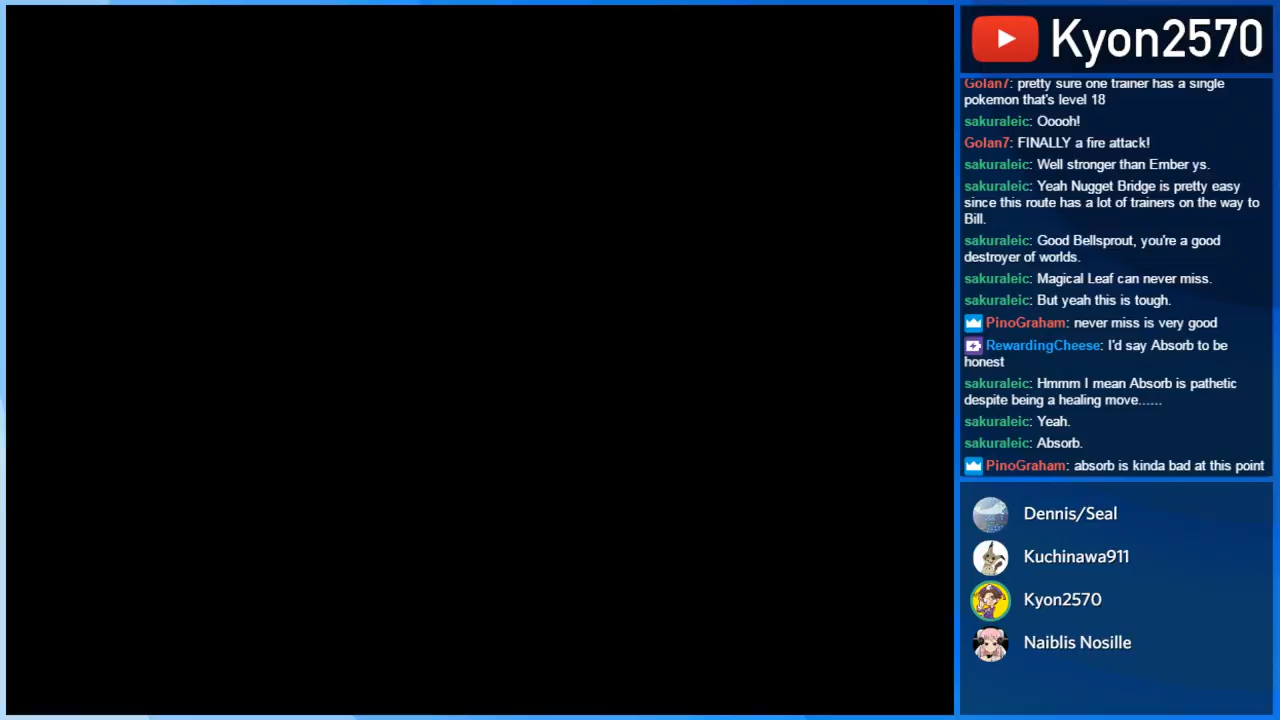 Kyon2570
Golan7: pretty sure one trainer has a single
pokemon that's level 18
sakuraleic: Ooooh!
Golan7: FINALLY a fire attack!
sakuraleic: Well stronger than Ember ys.
sakuraleic: Yeah Nugget Bridge is pretty easy
since this route has a lot of trainers on the way to
Bill.
sakuraleic: Good Bellsprout, you're a good
destroyer of worlds.
sakuraleic: Magical Leaf can never miss.
sakuraleic: But yeah this is tough.
PinoGraham: never miss is very good
RewardingCheese: I'd say Absorb to be
honest
sakuraleic: Hmmm I mean Absorb is pathetic
despite being a healing move......
sakuraleic: Yeah.
sakuraleic: Absorb.
PinoGraham: absorb is kinda bad at this point
Dennis/Seal
Kuchinawa911
Kyon2570
Naiblis Nosille